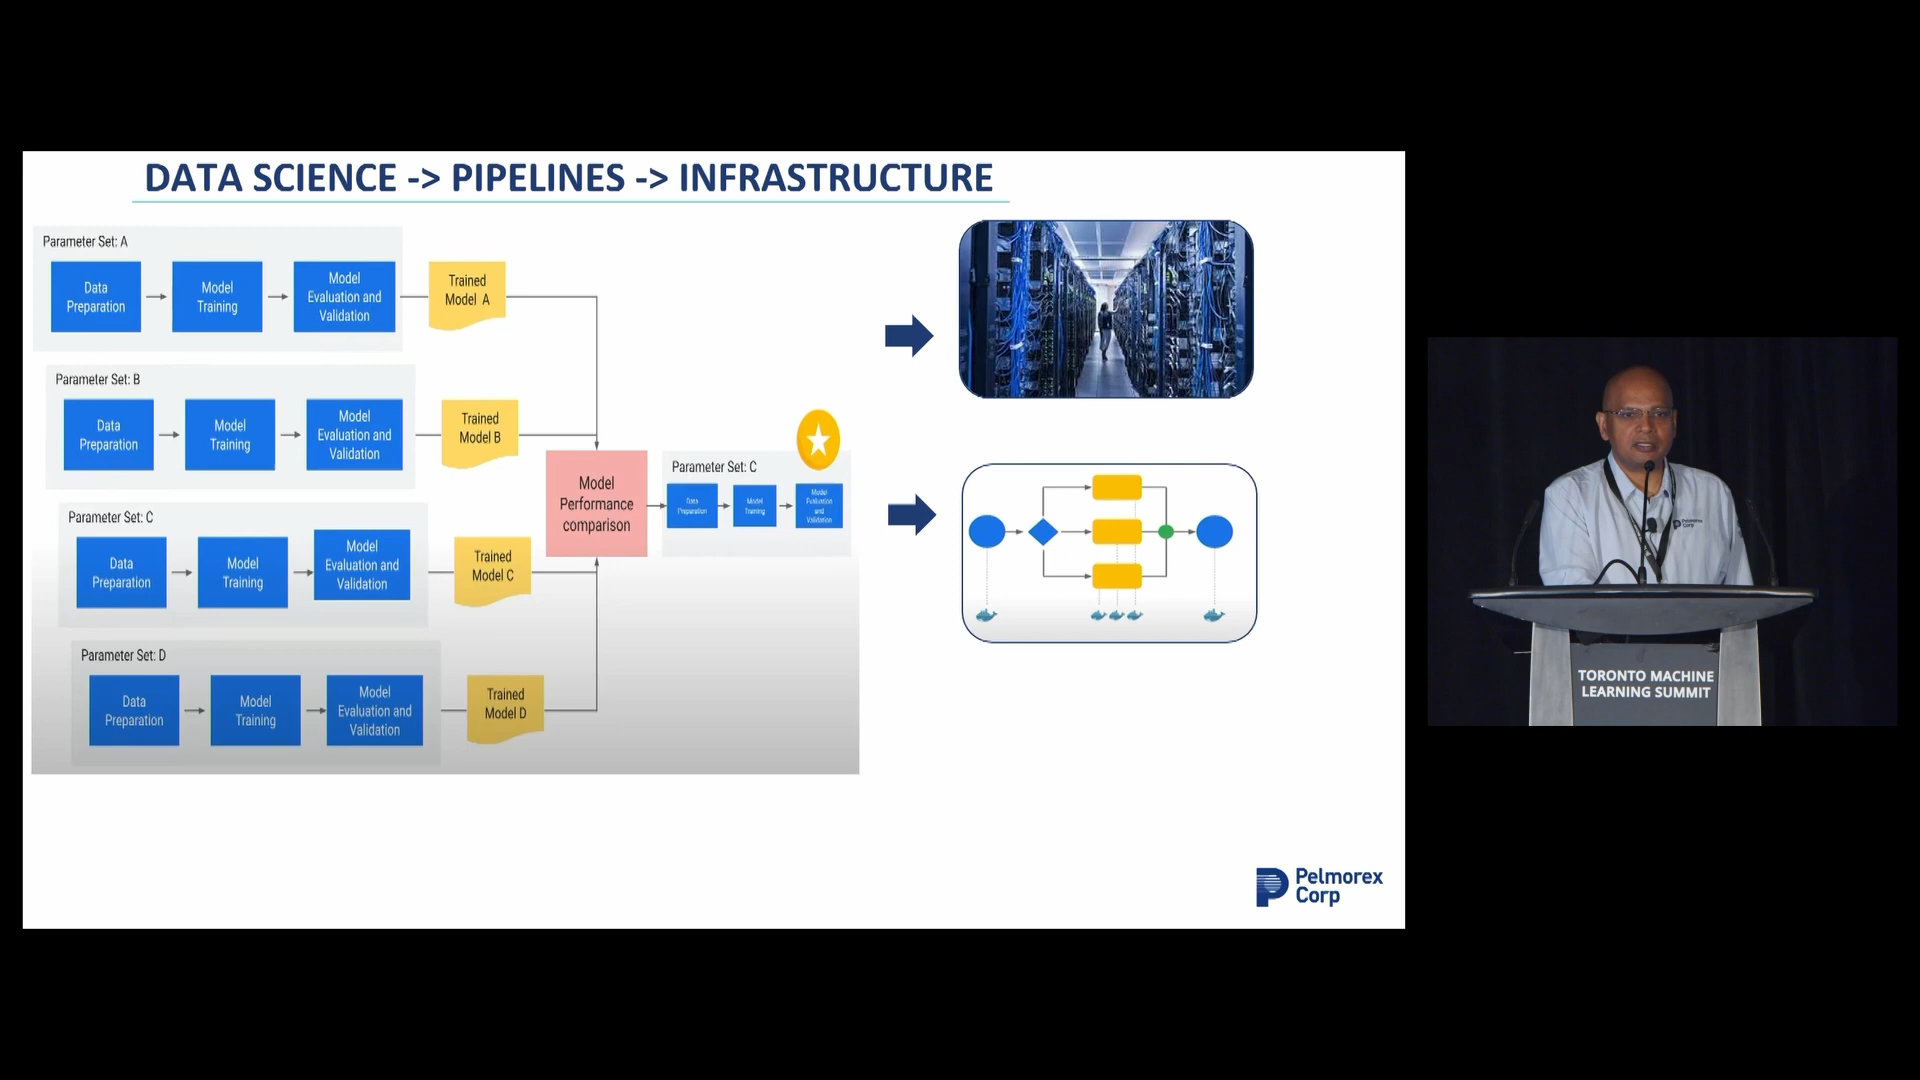 DATA SCIENCE -> PIPELINES -> INFRASTRUCTURE
Parameter Set: A
Data
Preparation
Model
Training
Model
Evaluation and
Validation
Trained
Model A
Parameter Set: B
Data
Preparation
Model
Training
Model
Evaluation and
Validation
Trained
Model B
Parameter Set: C
Data
Preparation
Model
Training
Model
Evaluation and
Validation
Trained
Model C
Parameter Set: D
Data
Preparation
Model
Training
Model
Evaluation and
Validation
Trained
Model D
Model
Performance
comparison
Parameter Set: C
Data
Preparation
Model
Training
Model
Evaluation
and
Validation
Pelmorex
Corp
Pelmorex
Corp
TORONTO MACHINE
LEARNING SUMMIT